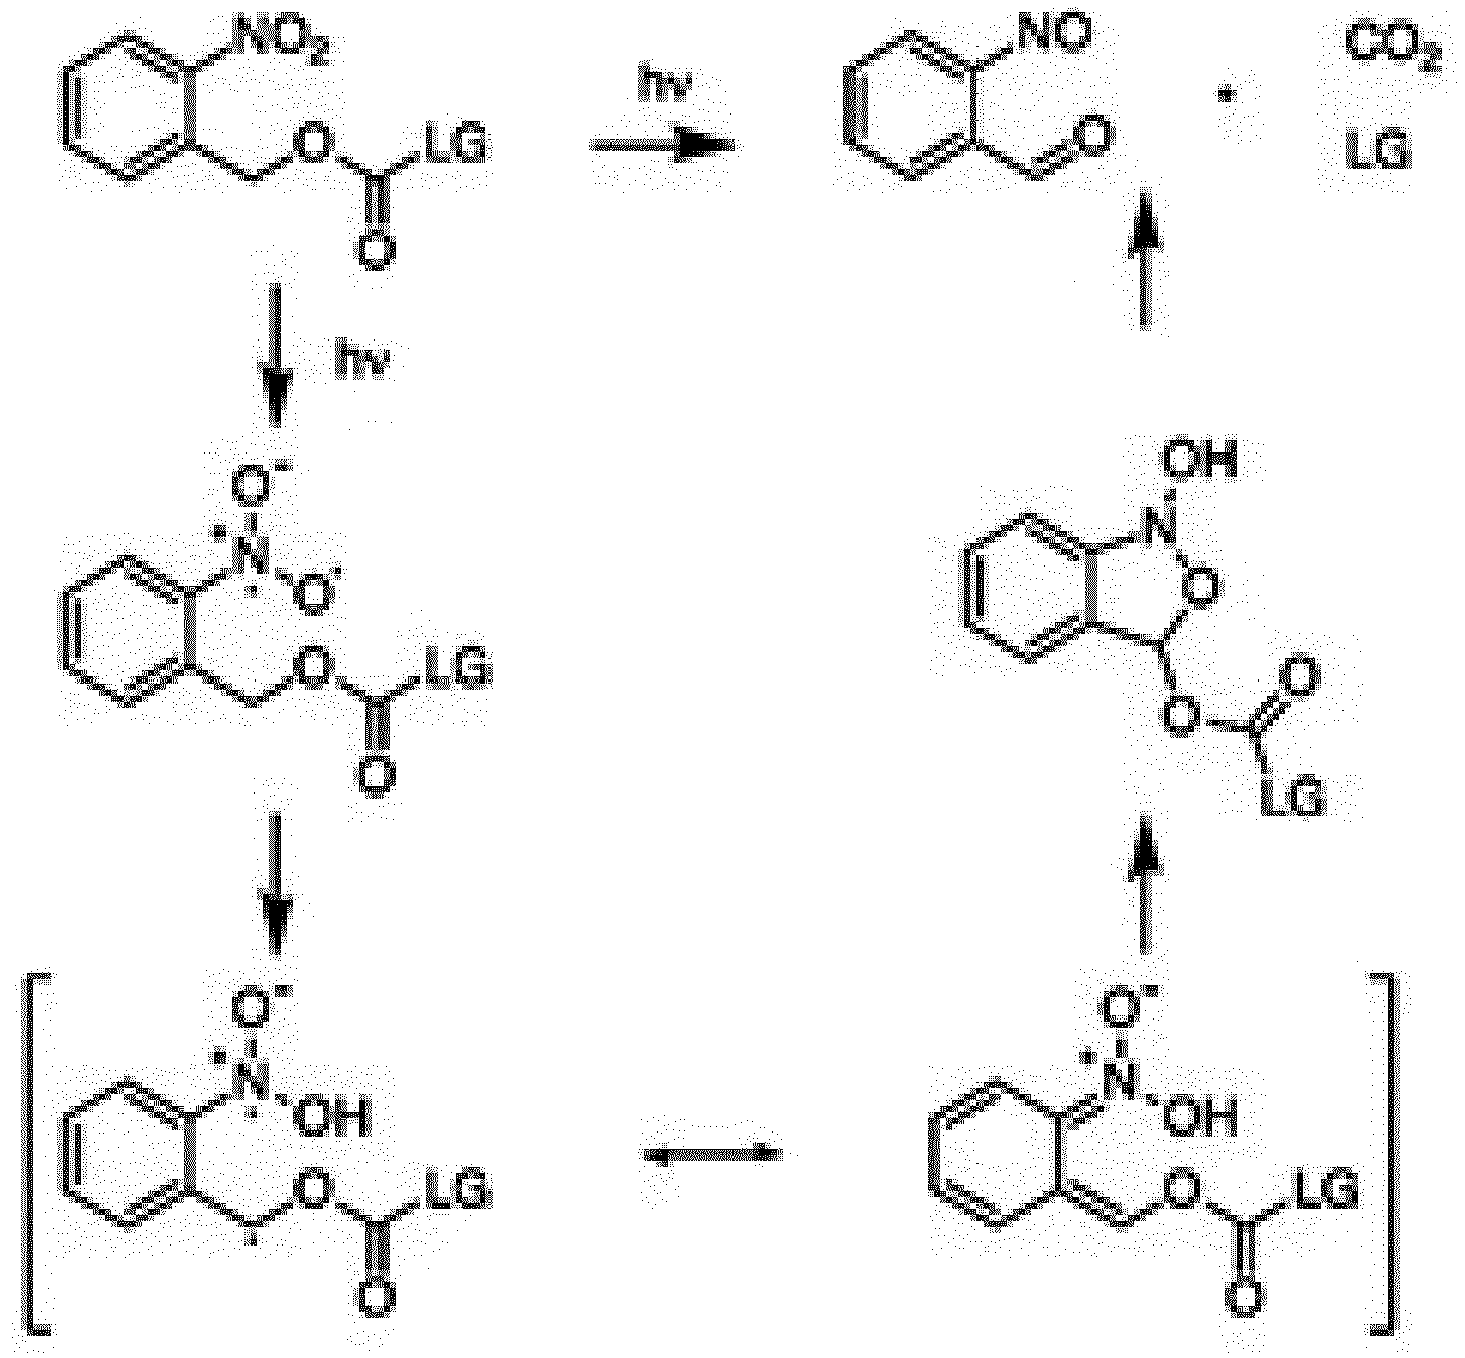 NO₂ NO CO₂
hν
O LG O + LG
O
hν
O⁻ OH
N N
O· O
O LG O
O O
LG
O⁻ O⁻
N N
OH OH
O LG O LG
O O